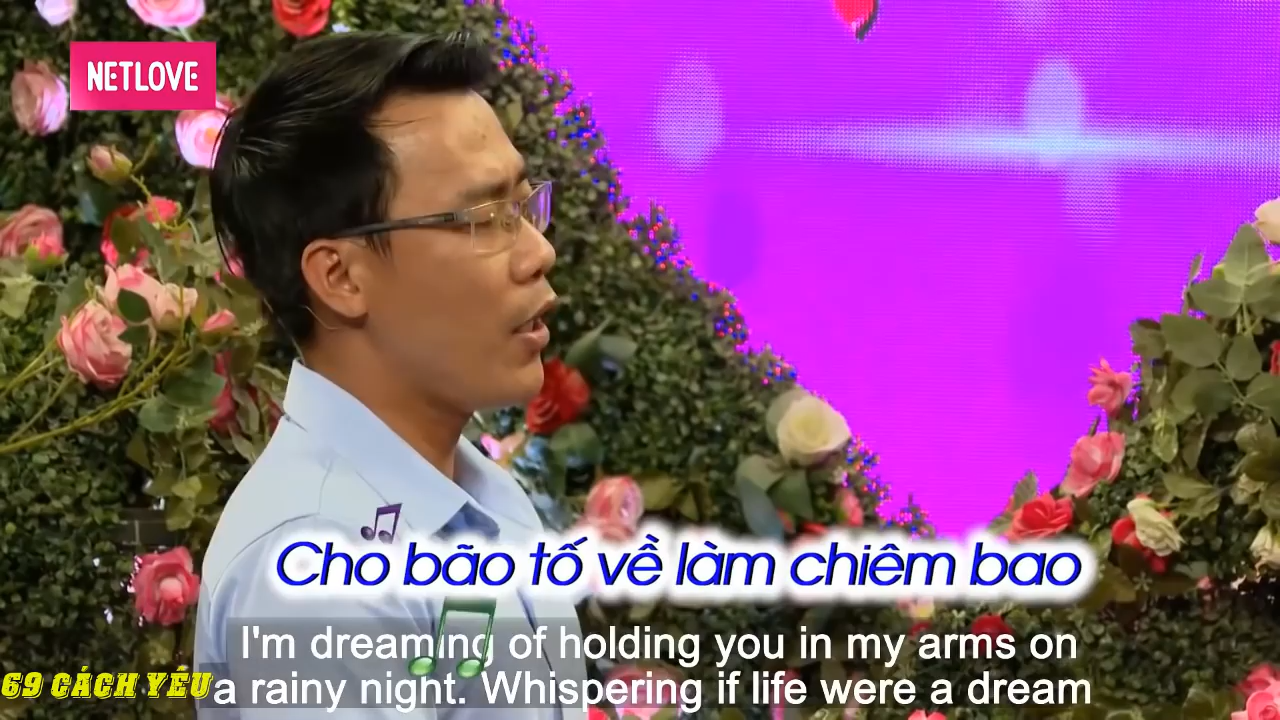 NETLOVE
Cho bão tố về làm chiêm bao
I'm dreaming of holding you in my arms on
a rainy night. Whispering if life were a dream
69 CÁCH YÊU